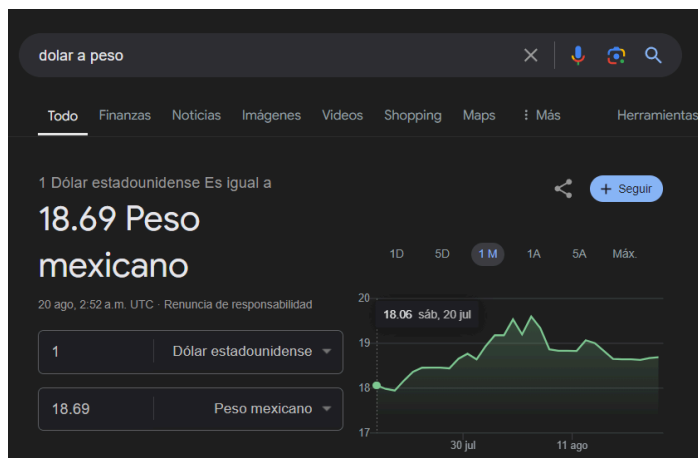 dolar a peso
Todo Finanzas Noticias Imágenes Videos Shopping Maps Más Herramientas
1 Dólar estadounidense Es igual a
+ Seguir
18.69 Peso
mexicano
20 ago, 2:52 a.m. UTC · Renuncia de responsabilidad
1 Dólar estadounidense
18.69 Peso mexicano
1D 5D 1 M 1A 5A Máx.
20
18.06 sáb, 20 jul
19
18
17
30 jul 11 ago